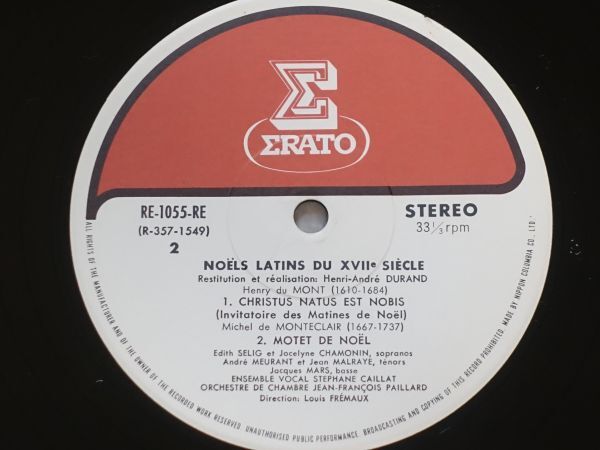 Σ
ΣRATO
RE-1055-RE
(R-357-1549)
2
STEREO
33 1/3 rpm
NOËLS LATINS DU XVIIe SIÈCLE
Restitution et réalisation: Henri-André DURAND
Henry du MONT (1610-1684)
1. CHRISTUS NATUS EST NOBIS
(Invitatoire des Matines de Noël)
Michel de MONTECLAIR (1667-1737)
2. MOTET DE NOËL
Edith SELIG et Jocelyne CHAMONIN, sopranos
André MEURANT et Jean MALRAYE, ténors
Jacques MARS, basse
ENSEMBLE VOCAL STEPHANE CAILLAT
ORCHESTRE DE CHAMBRE JEAN-FRANÇOIS PAILLARD
Direction: Louis FRÉMAUX
ALL RIGHTS OF THE MANUFACTURER AND OF THE OWNER OF THE RECORDED WORK RESERVED. UNAUTHORISED PUBLIC PERFORMANCE, BROADCASTING AND COPYING OF THIS RECORD PROHIBITED. MADE BY NIPPON COLUMBIA CO., LTD.